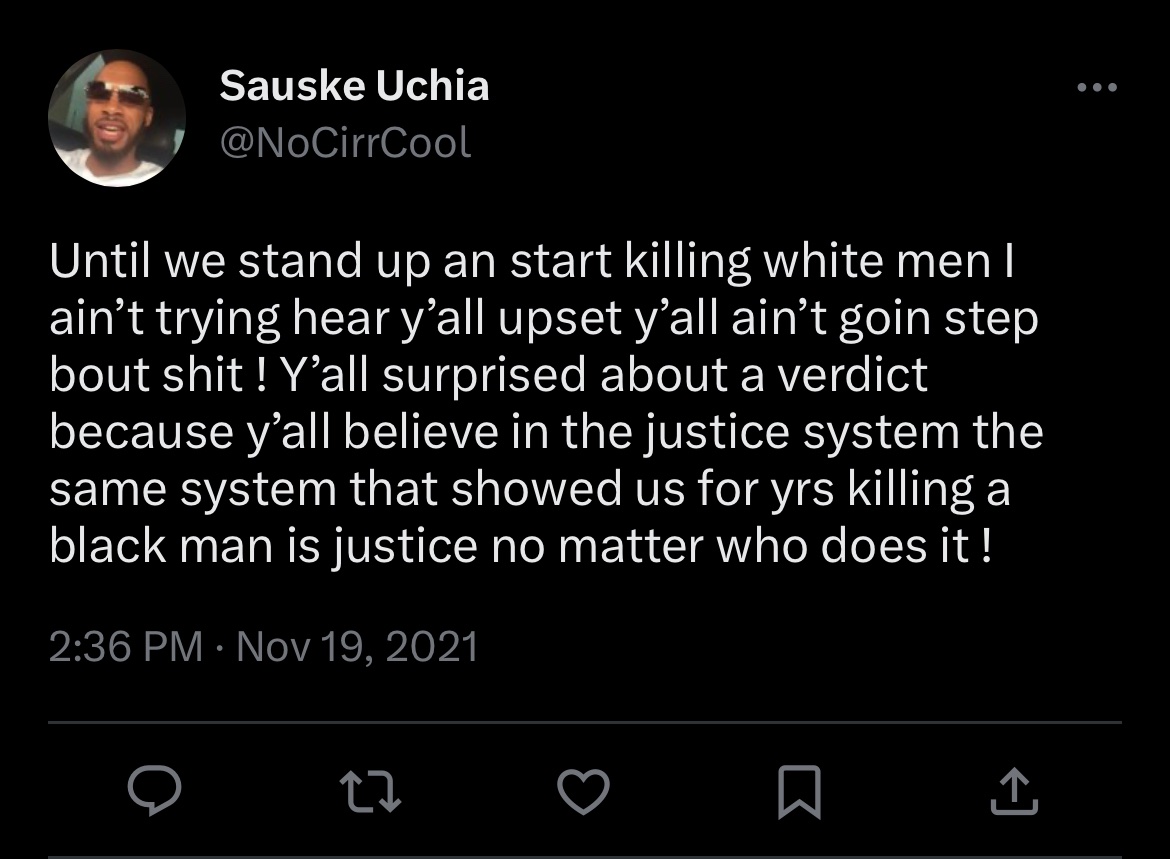 Sauske Uchia
@NoCirrCool
Until we stand up an start killing white men I
ain’t trying hear y’all upset y’all ain’t goin step
bout shit ! Y’all surprised about a verdict
because y’all believe in the justice system the
same system that showed us for yrs killing a
black man is justice no matter who does it !
2:36 PM · Nov 19, 2021